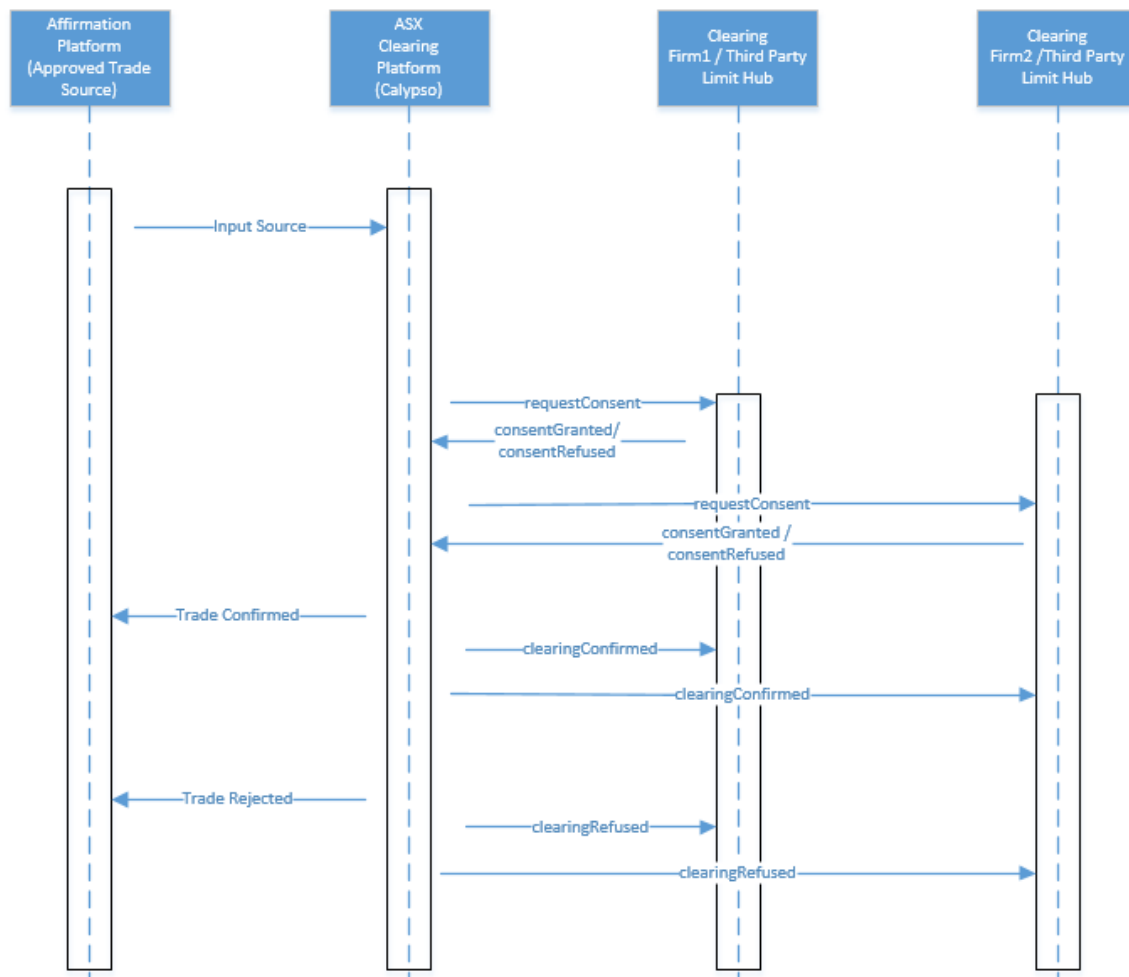 Affirmation
Platform
(Approved Trade
Source)
ASX
Clearing
Platform
(Calypso)
Clearing
Firm1 / Third Party
Limit Hub
Clearing
Firm2 /Third Party
Limit Hub
Input Source
requestConsent
consentGranted/
consentRefused
requestConsent
consentGranted /
consentRefused
Trade Confirmed
clearingConfirmed
clearingConfirmed
Trade Rejected
clearingRefused
clearingRefused